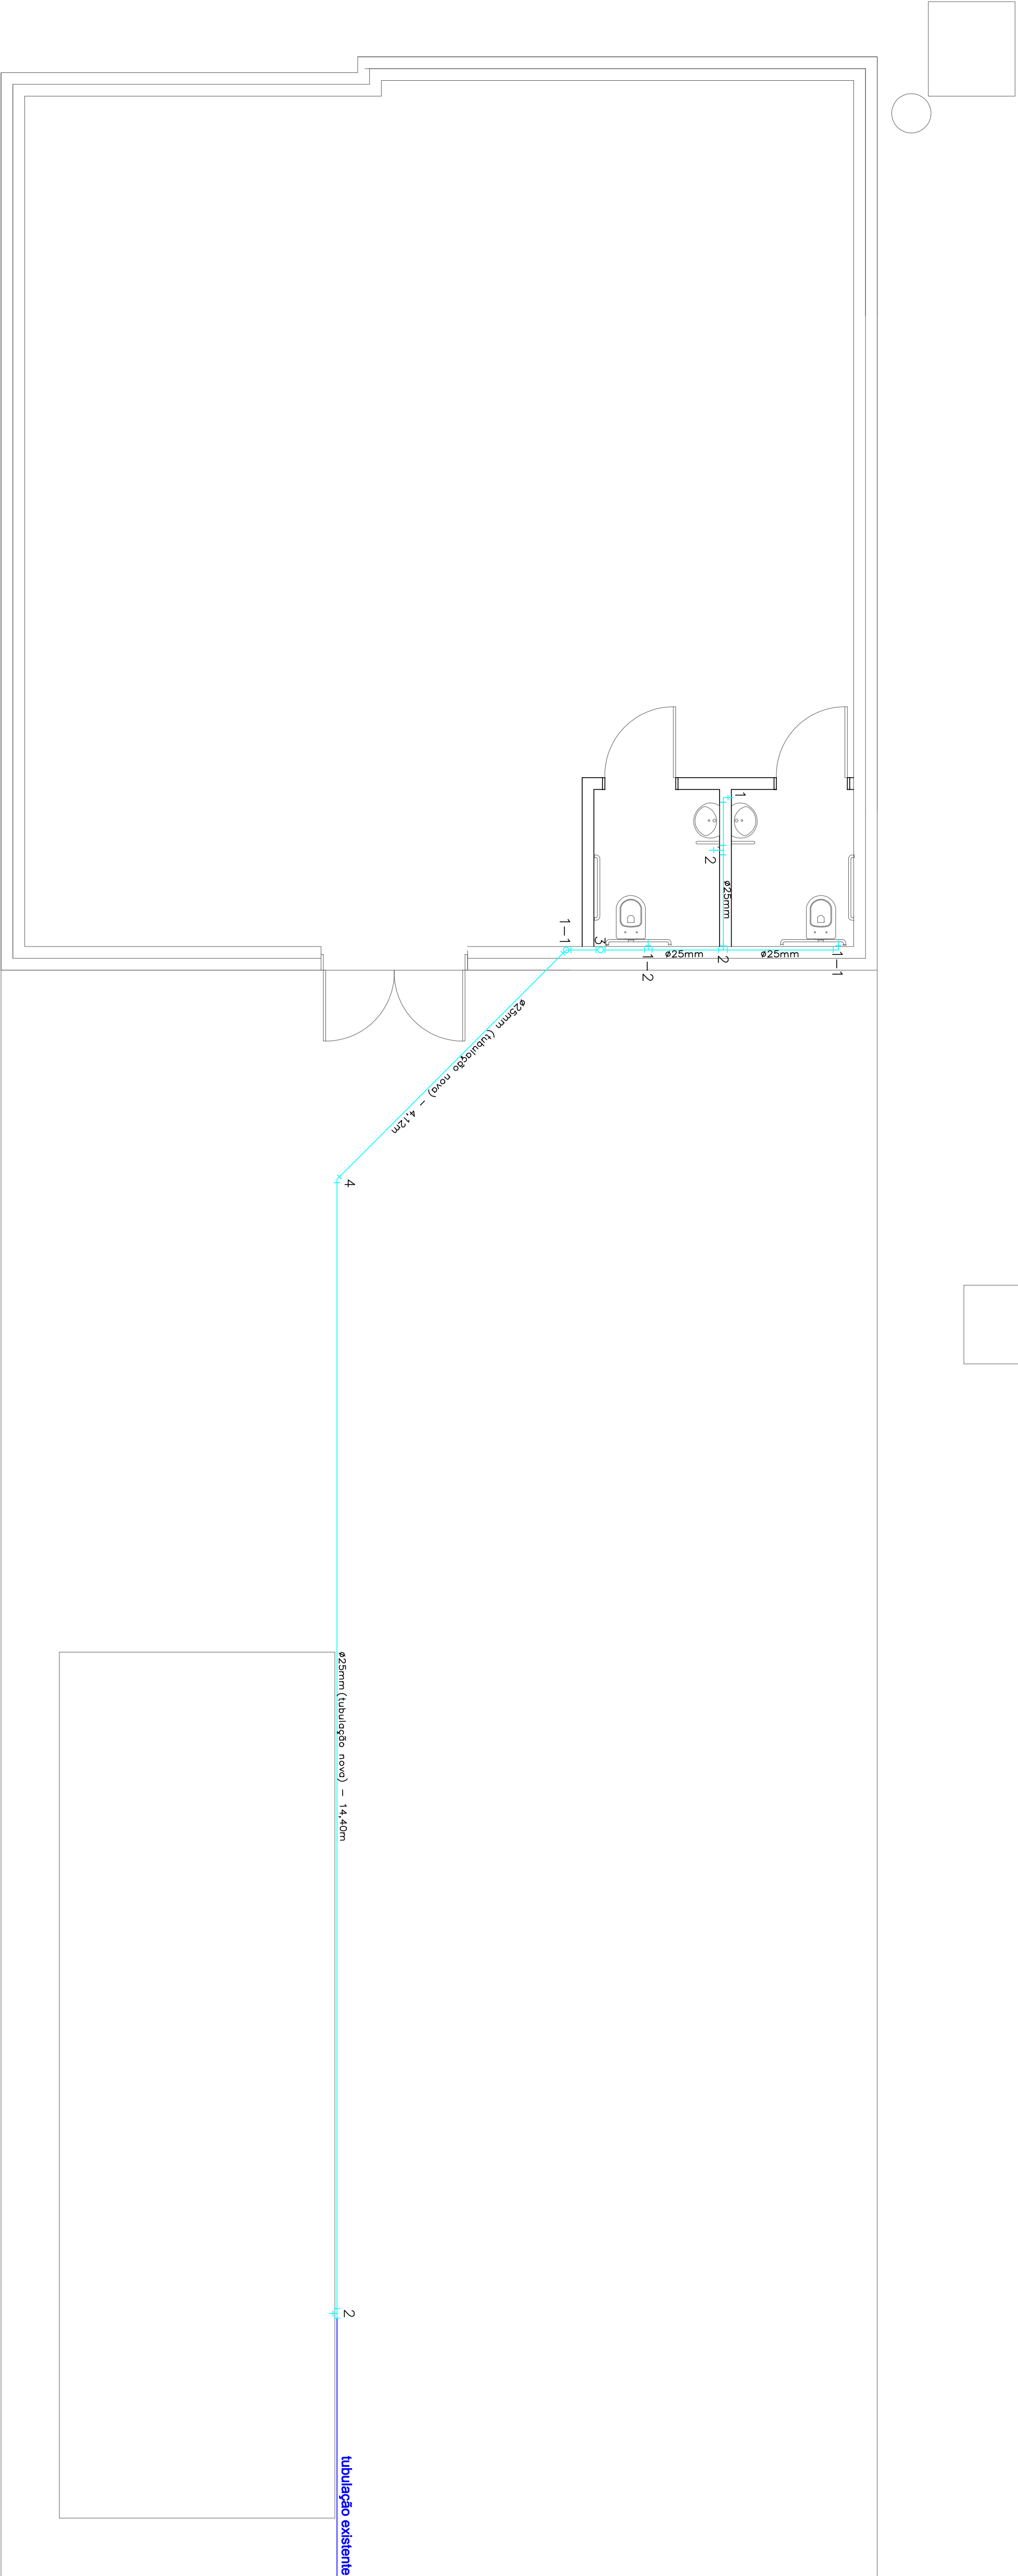 1
2
ø25mm
1-1
3
1-2
ø25mm
2
ø25mm
1-1
ø25mm (tubulação nova) - 4,12m
4
ø25mm (tubulação nova) - 14,40m
2
tubulação existente